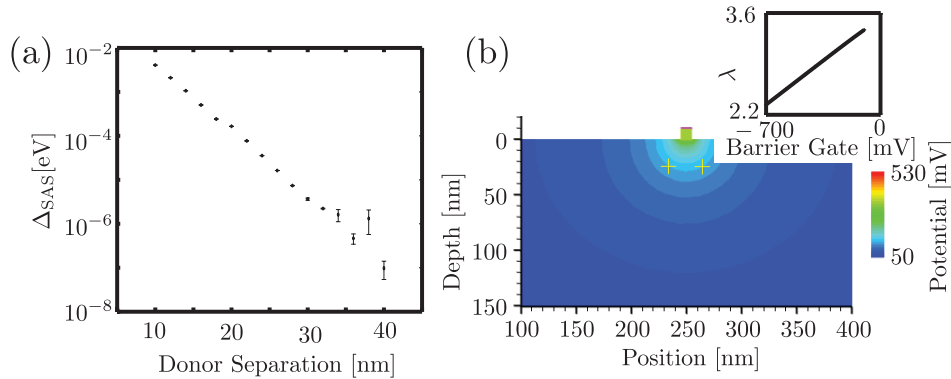 (a)
10⁻²
10⁻⁴
10⁻⁶
10⁻⁸
Δ_SAS[eV]
10 20 30 40
Donor Separation [nm]
(b)
3.6
λ
2.2
−700 0
Barrier Gate [mV]
0
50
100
150
Depth [nm]
100 150 200 250 300 350 400
Position [nm]
530
50
Potential [mV]